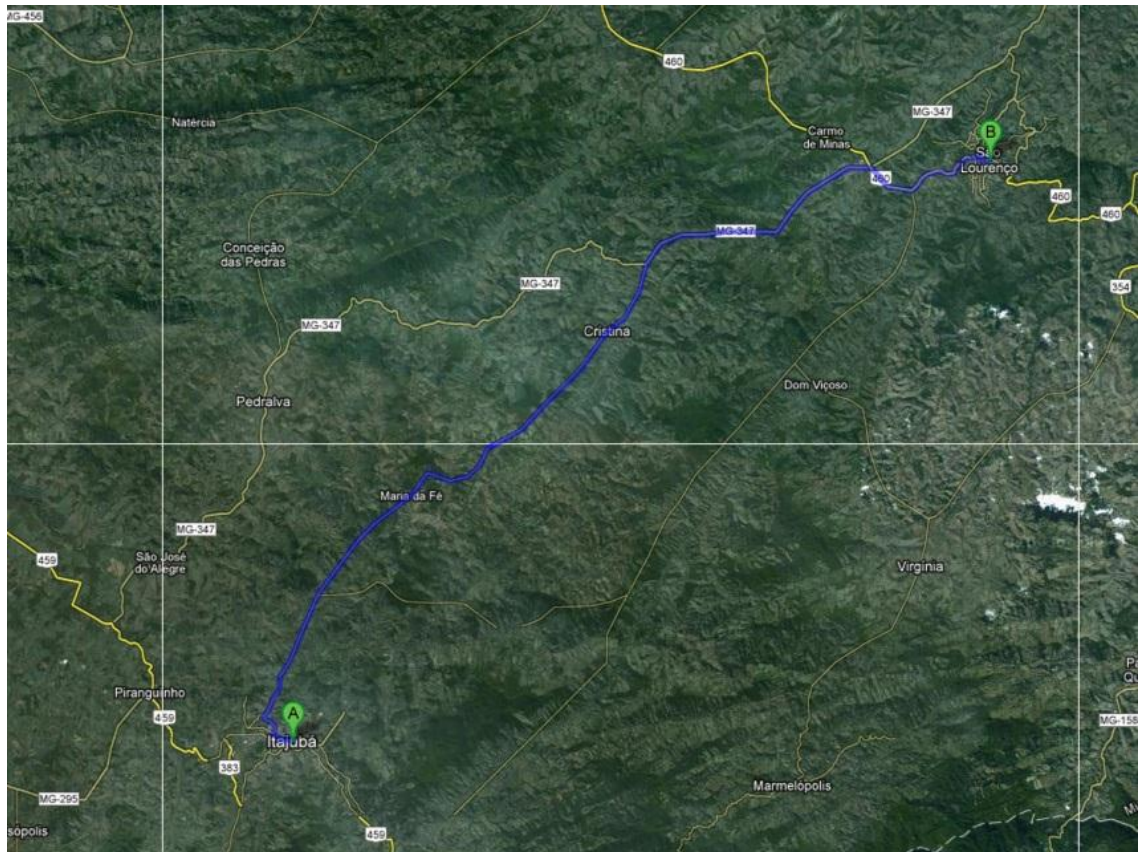 MG-456
460
Natércia
MG-347
Carmo
de Minas
B
São
Lourenço
460
460
460
Conceição
das Pedras
MG-347
MG-347
354
MG-347
Cristina
Dom Viçoso
Pedralva
Maria da Fé
MG-347
459
São José
do Alegre
Virgínia
Piranguinho
459
A
Itajubá
383
MG-158
Marmelópolis
MG-295
459
sópolis